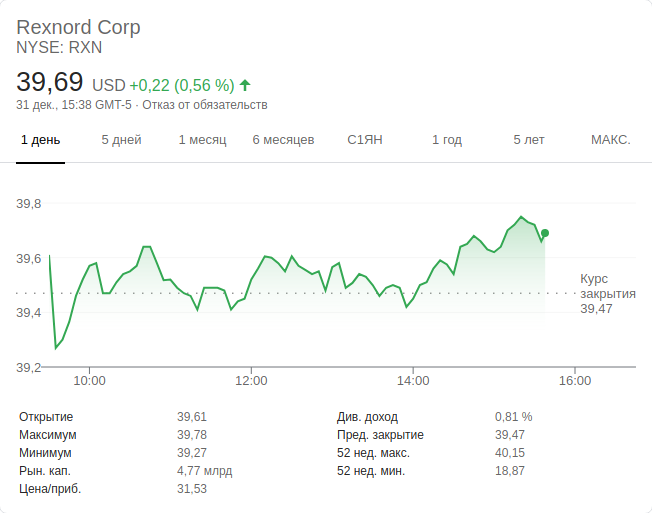 Rexnord Corp
NYSE: RXN
39,69 USD +0,22 (0,56 %)
31 дек., 15:38 GMT-5 · Отказ от обязательств
1 день 5 дней 1 месяц 6 месяцев С1ЯН 1 год 5 лет МАКС.
39,8
39,6
39,4
39,2
Курс
закрытия
39,47
10:00 12:00 14:00 16:00
Открытие 39,61
Максимум 39,78
Минимум 39,27
Рын. кап. 4,77 млрд
Цена/приб. 31,53
Див. доход 0,81 %
Пред. закрытие 39,47
52 нед. макс. 40,15
52 нед. мин. 18,87